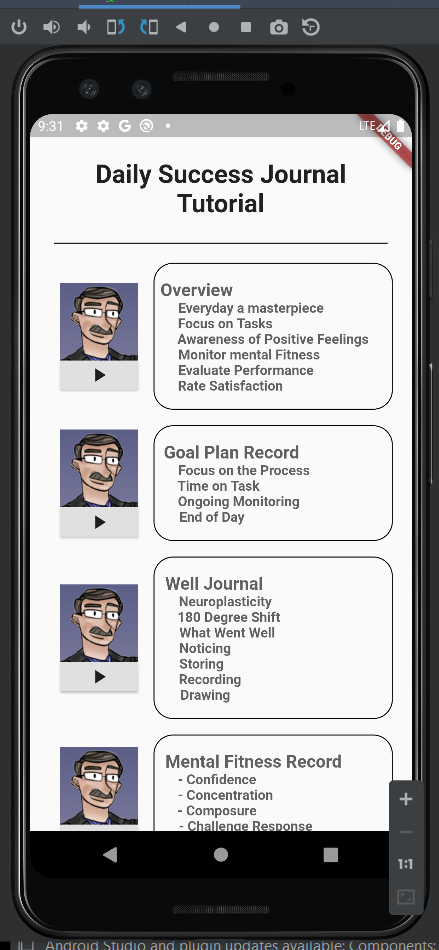 9:31
G
LTE
DEBUG
Daily Success Journal
Tutorial
Overview
Everyday a masterpiece
Focus on Tasks
Awareness of Positive Feelings
Monitor mental Fitness
Evaluate Performance
Rate Satisfaction
Goal Plan Record
Focus on the Process
Time on Task
Ongoing Monitoring
End of Day
Well Journal
Neuroplasticity
180 Degree Shift
What Went Well
Noticing
Storing
Recording
Drawing
Mental Fitness Record
- Confidence
- Concentration
- Composure
- Challenge Response
1:1
Android Studio and plugin updates available: Components: